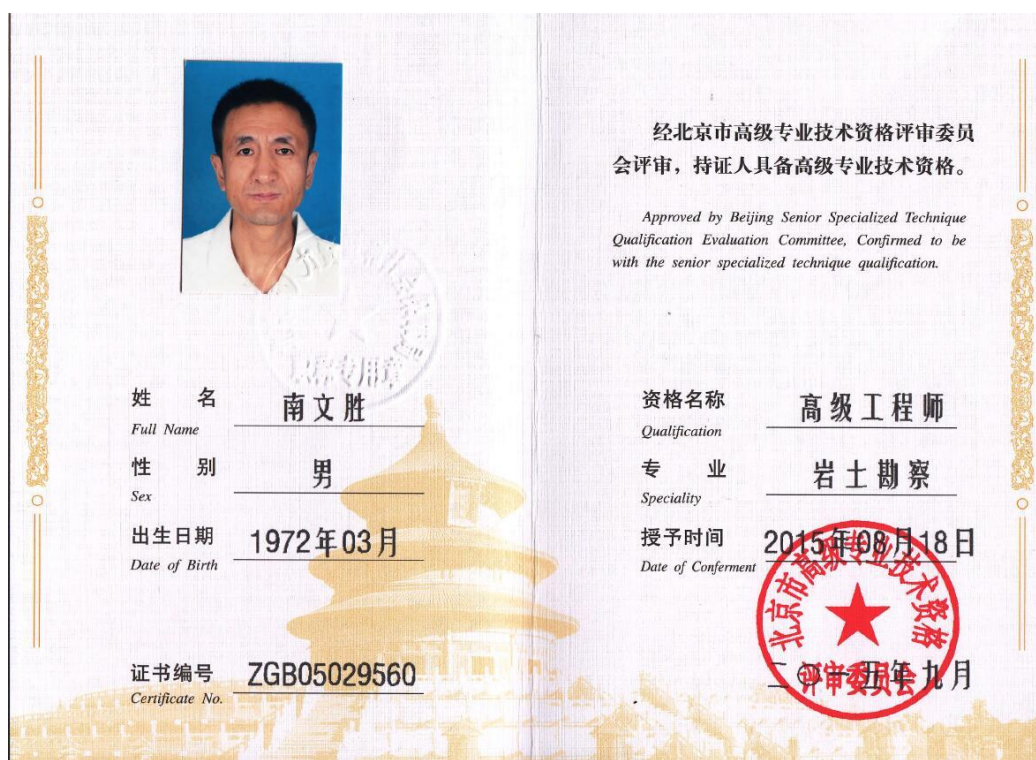 姓名 南文胜
Full Name
性别 男
Sex
出生日期 1972年03月
Date of Birth
证书编号 ZGB05029560
Certificate No.
经北京市高级专业技术资格评审委员
会评审，持证人具备高级专业技术资格。
Approved by Beijing Senior Specialized Technique
Qualification Evaluation Committee, Confirmed to be
with the senior specialized technique qualification.
资格名称 高级工程师
Qualification
专业 岩土勘察
Speciality
授予时间 2015年08月18日
Date of Conferment
北京市高级专业技术资格
评审委员会
二〇一五年九月